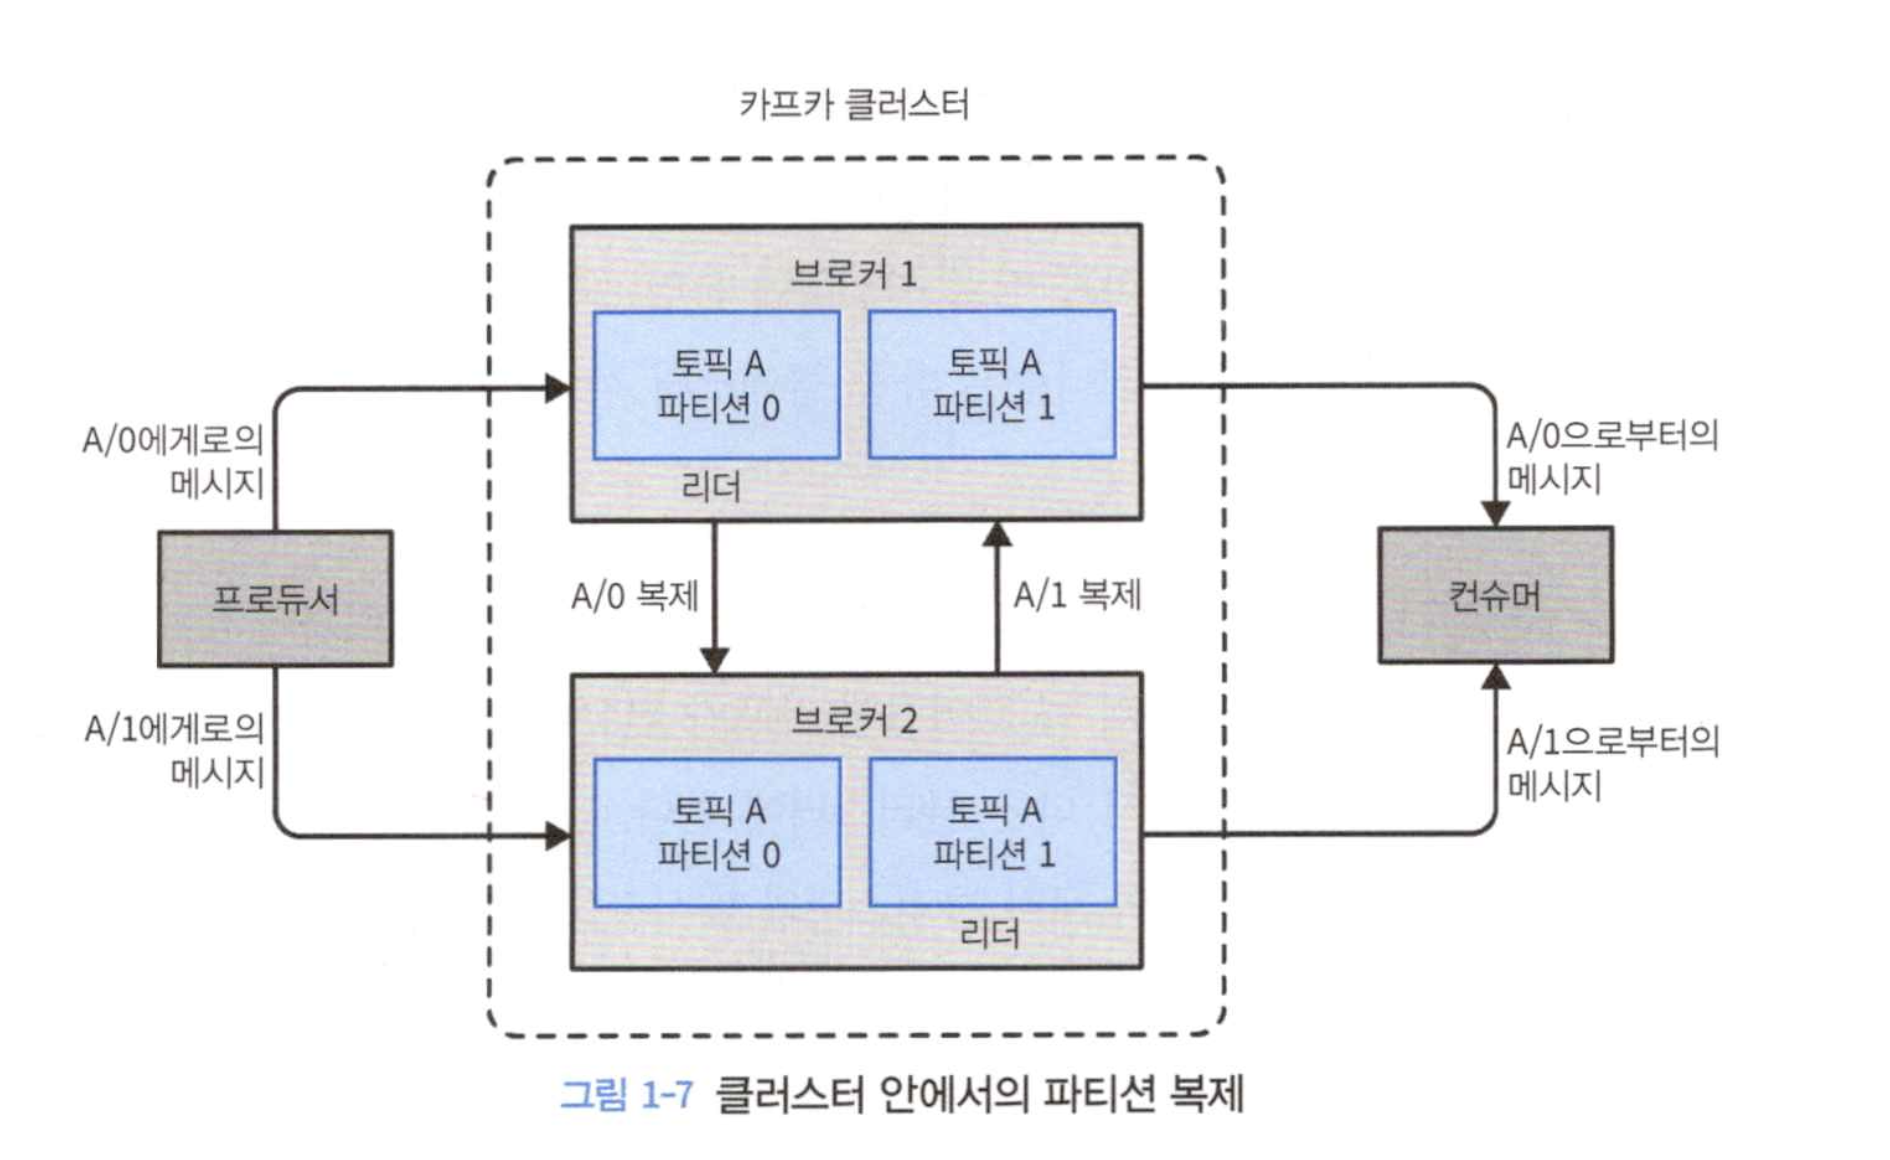 카프카 클러스터
브로커 1
토픽 A
파티션 0
토픽 A
파티션 1
리더
A/0에게로의
메시지
A/0으로부터의
메시지
프로듀서
A/0 복제
A/1 복제
컨슈머
A/1에게로의
메시지
브로커 2
토픽 A
파티션 0
토픽 A
파티션 1
리더
A/1으로부터의
메시지
그림 1-7 클러스터 안에서의 파티션 복제